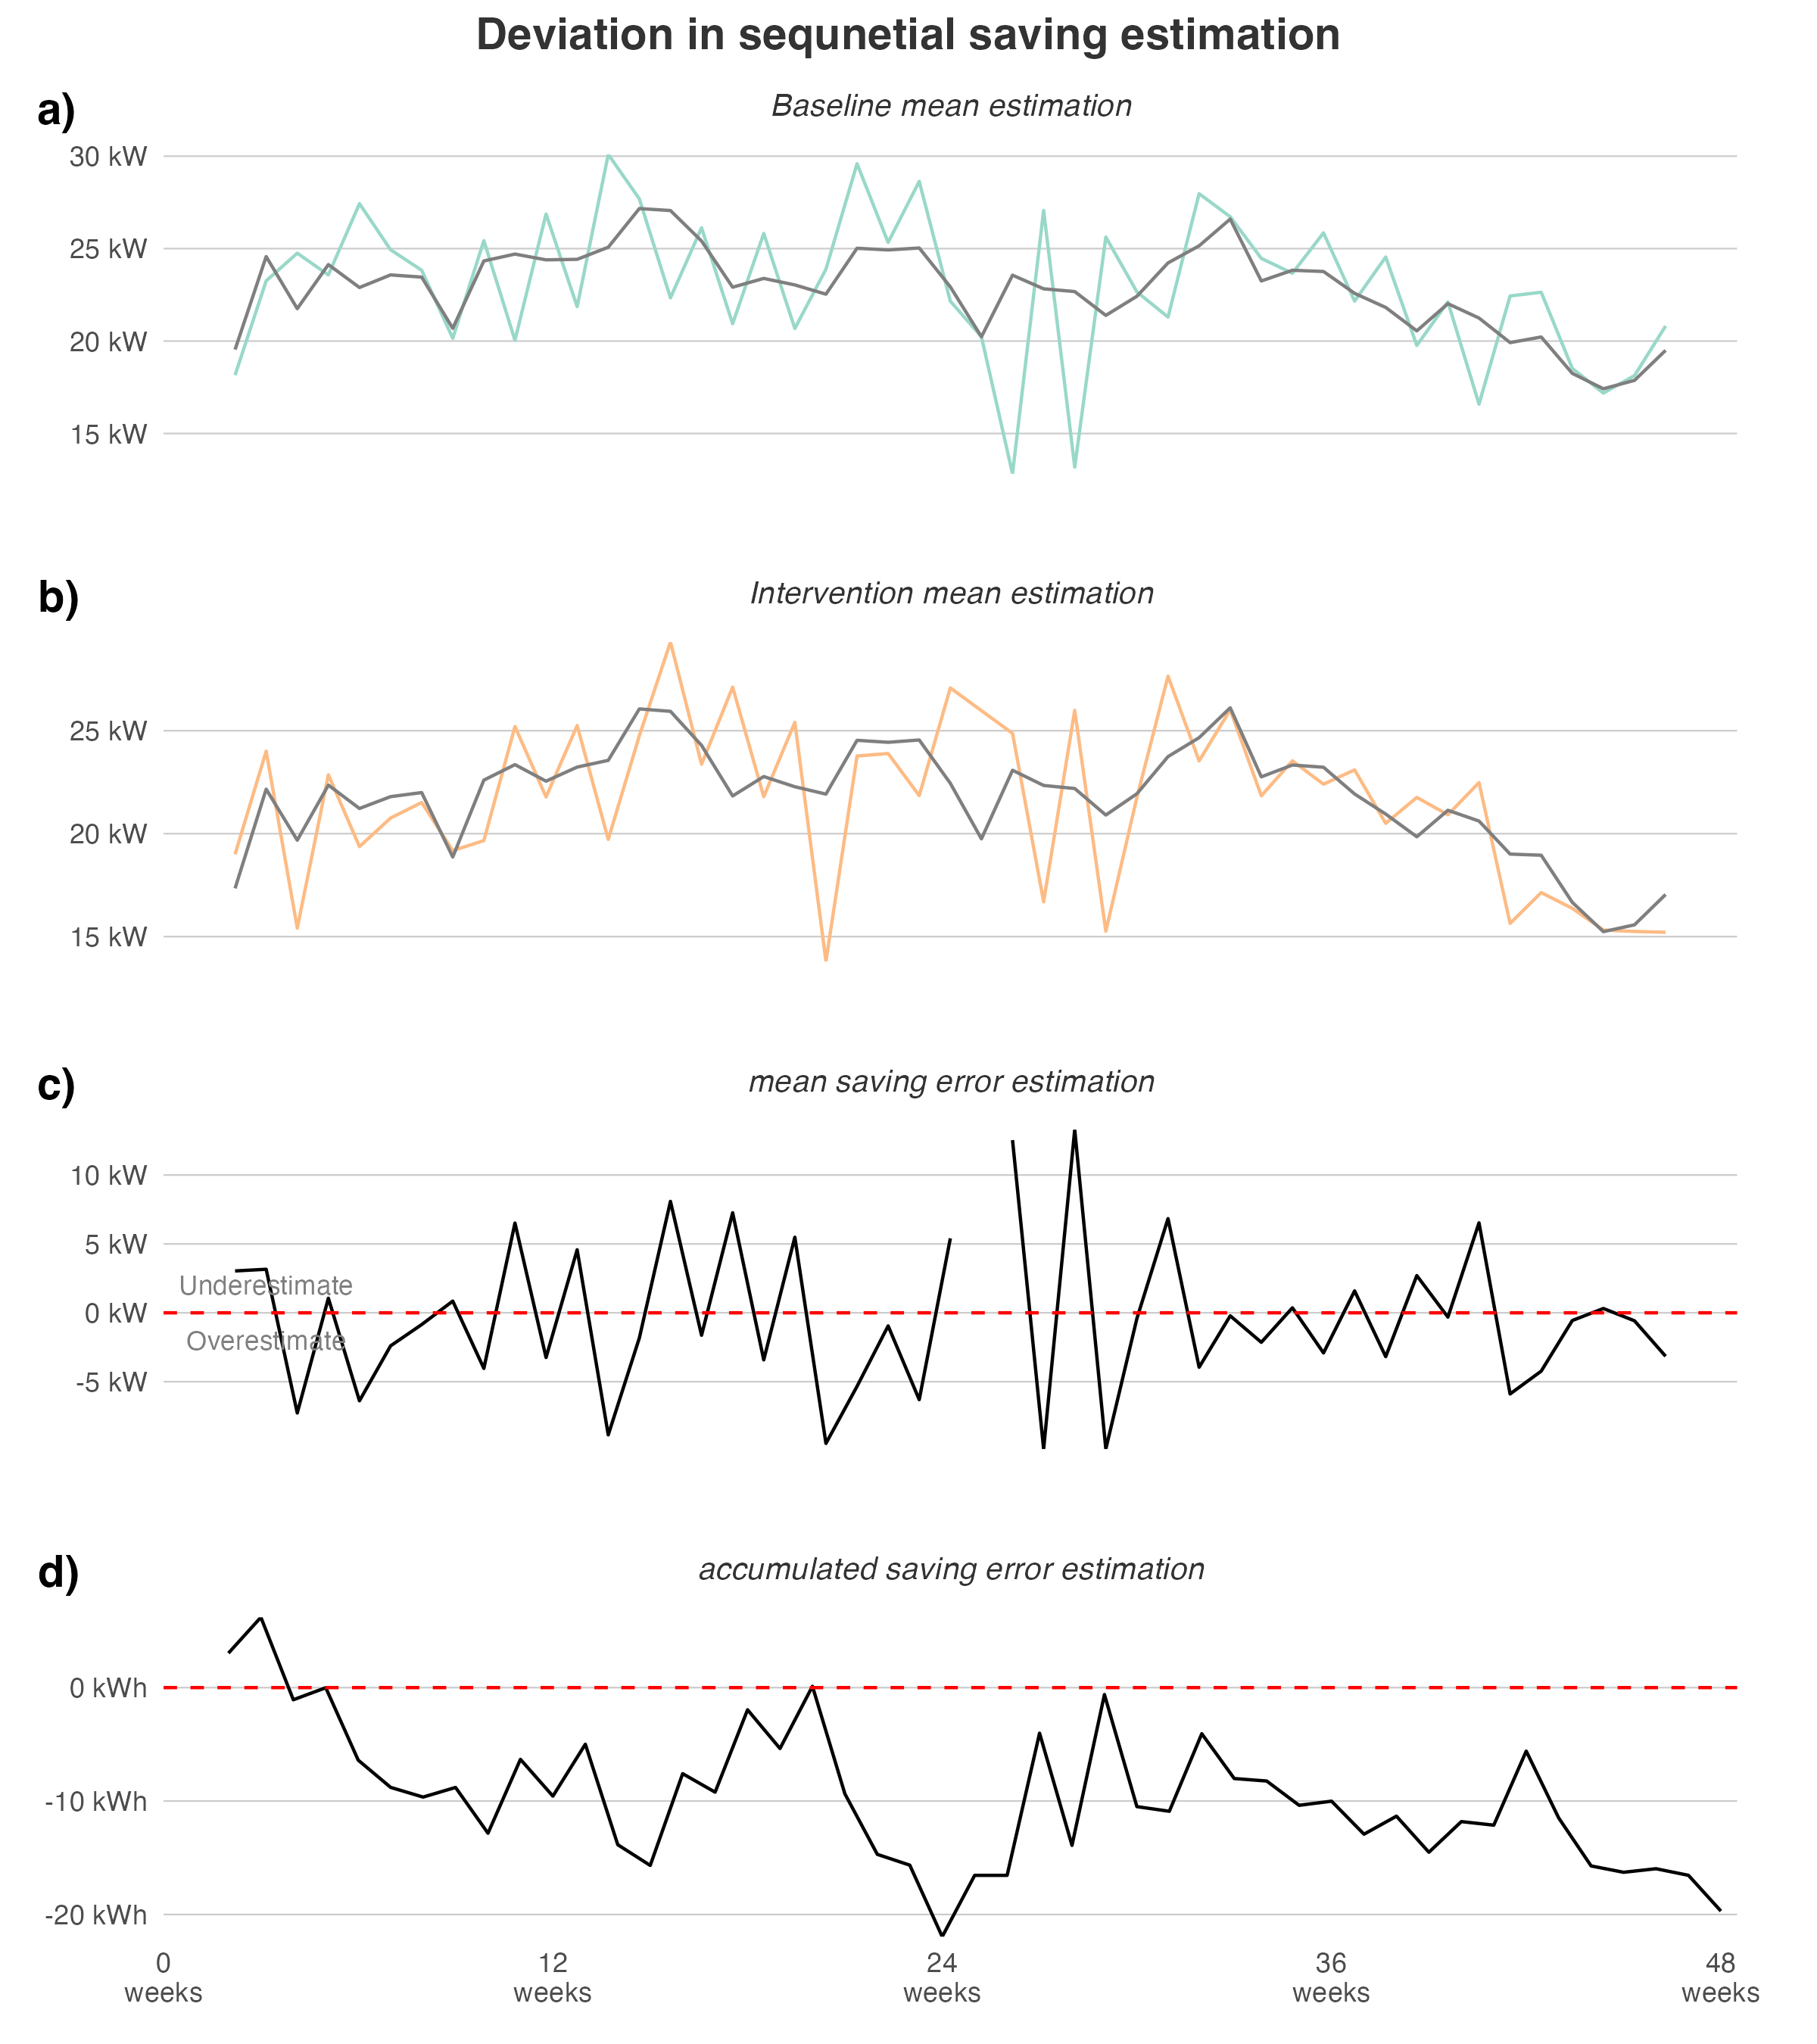 Deviation in sequnetial saving estimation
a)
Baseline mean estimation
30 kW
25 kW
20 kW
15 kW
b)
Intervention mean estimation
25 kW
20 kW
15 kW
c)
mean saving error estimation
10 kW
5 kW
Underestimate
0 kW
Overestimate
-5 kW
d)
accumulated saving error estimation
0 kWh
-10 kWh
-20 kWh
0 12 24 36 48
weeks weeks weeks weeks weeks